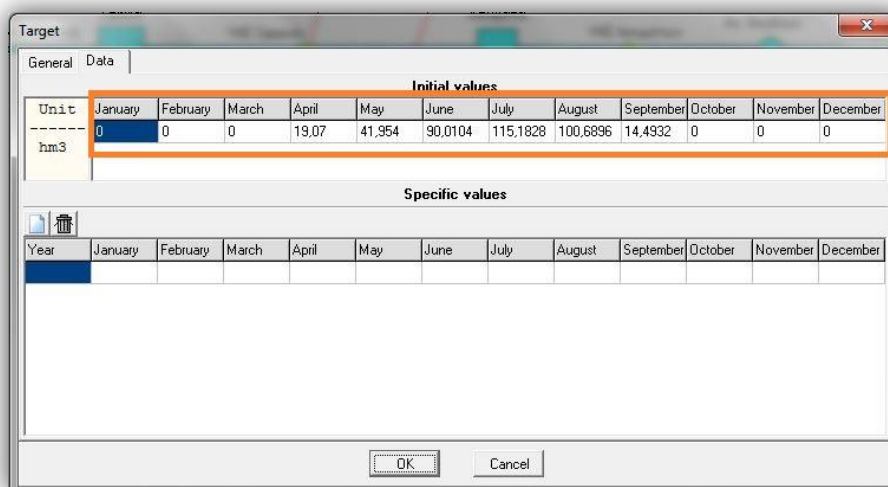 Target
General Data
Initial values
Unit January February March April May June July August September October November December
------
hm3 0 0 0 19,07 41,954 90,0104 115,1828 100,6896 14,4932 0 0 0
Specific values
Year January February March April May June July August September October November December
OK Cancel